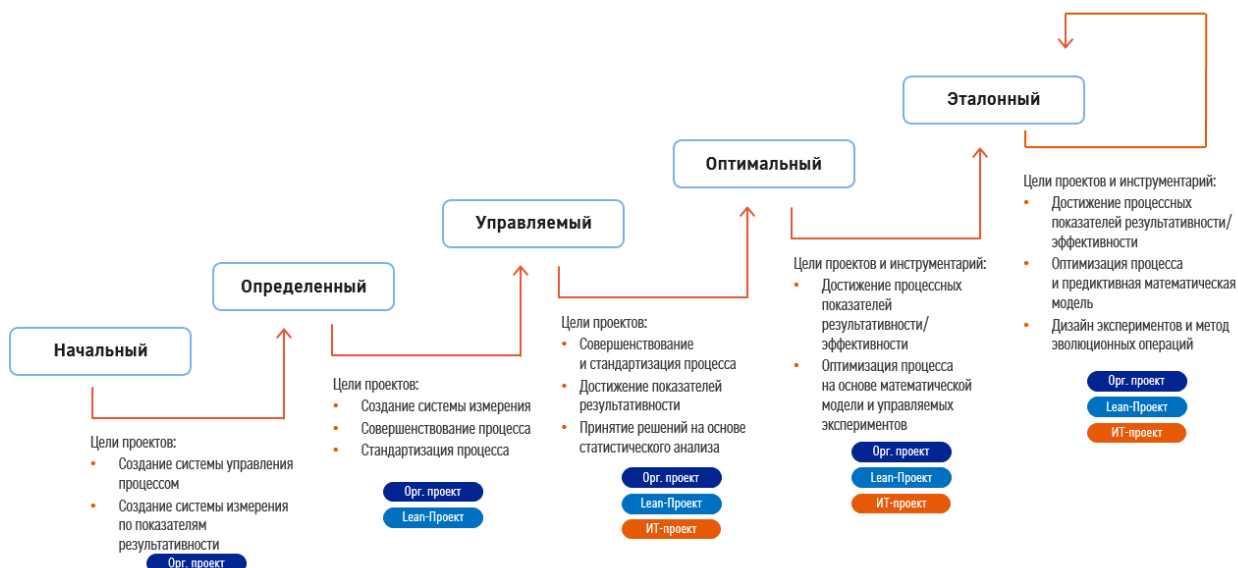 Начальный
Цели проектов:
• Создание системы управления
процессом
• Создание системы измерения
по показателям
результативности
Орг. проект
Определенный
Цели проектов:
• Создание системы измерения
• Совершенствование процесса
• Стандартизация процесса
Орг. проект
Lean-Проект
Управляемый
Цели проектов:
• Совершенствование
и стандартизация процесса
• Достижение показателей
результативности
• Принятие решений на основе
статистического анализа
Орг. проект
Lean-Проект
ИТ-проект
Оптимальный
Цели проектов и инструментарий:
• Достижение процессных
показателей
результативности/
эффективности
• Оптимизация процесса
на основе математической
модели и управляемых
экспериментов
Орг. проект
Lean-Проект
ИТ-проект
Эталонный
Цели проектов и инструментарий:
• Достижение процессных
показателей результативности/
эффективности
• Оптимизация процесса
и предиктивная математическая
модель
• Дизайн экспериментов и метод
эволюционных операций
Орг. проект
Lean-Проект
ИТ-проект